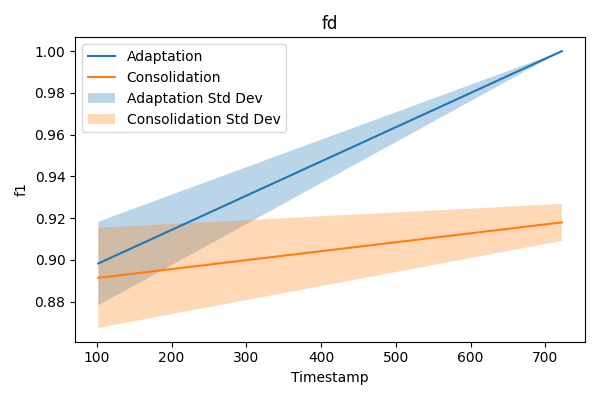 fd
Adaptation
Consolidation
Adaptation Std Dev
Consolidation Std Dev
1.00
0.98
0.96
0.94
0.92
0.90
0.88
f1
100 200 300 400 500 600 700
Timestamp